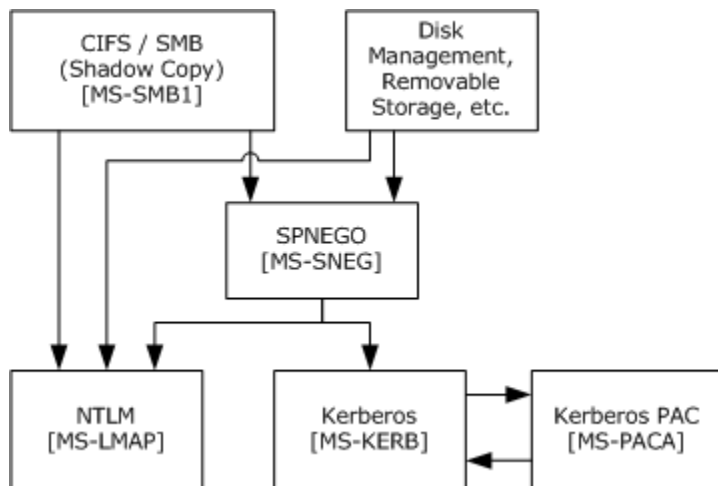 CIFS / SMB
(Shadow Copy)
[MS-SMB1]
Disk
Management,
Removable
Storage, etc.
SPNEGO
[MS-SNEG]
NTLM
[MS-LMAP]
Kerberos
[MS-KERB]
Kerberos PAC
[MS-PACA]